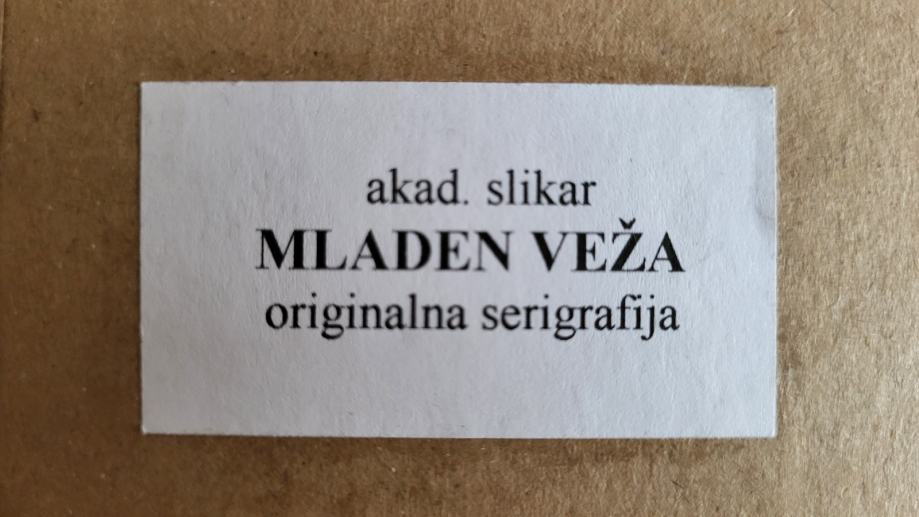 akad. slikar
MLADEN VEŽA
originalna serigrafija